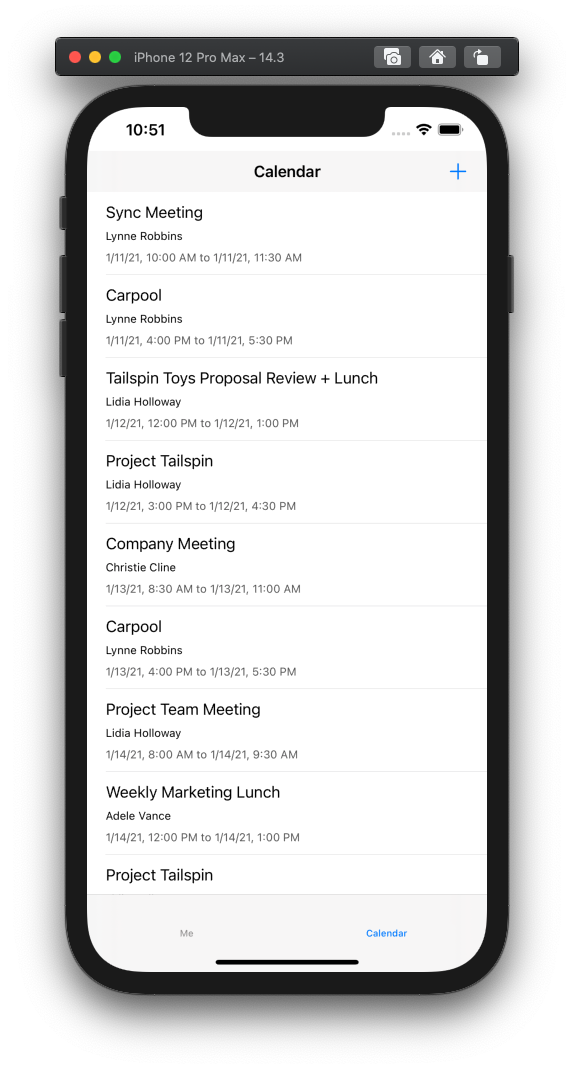 iPhone 12 Pro Max – 14.3
10:51
Calendar
Sync Meeting
Lynne Robbins
1/11/21, 10:00 AM to 1/11/21, 11:30 AM
Carpool
Lynne Robbins
1/11/21, 4:00 PM to 1/11/21, 5:30 PM
Tailspin Toys Proposal Review + Lunch
Lidia Holloway
1/12/21, 12:00 PM to 1/12/21, 1:00 PM
Project Tailspin
Lidia Holloway
1/12/21, 3:00 PM to 1/12/21, 4:30 PM
Company Meeting
Christie Cline
1/13/21, 8:30 AM to 1/13/21, 11:00 AM
Carpool
Lynne Robbins
1/13/21, 4:00 PM to 1/13/21, 5:30 PM
Project Team Meeting
Lidia Holloway
1/14/21, 8:00 AM to 1/14/21, 9:30 AM
Weekly Marketing Lunch
Adele Vance
1/14/21, 12:00 PM to 1/14/21, 1:00 PM
Project Tailspin
Me Calendar